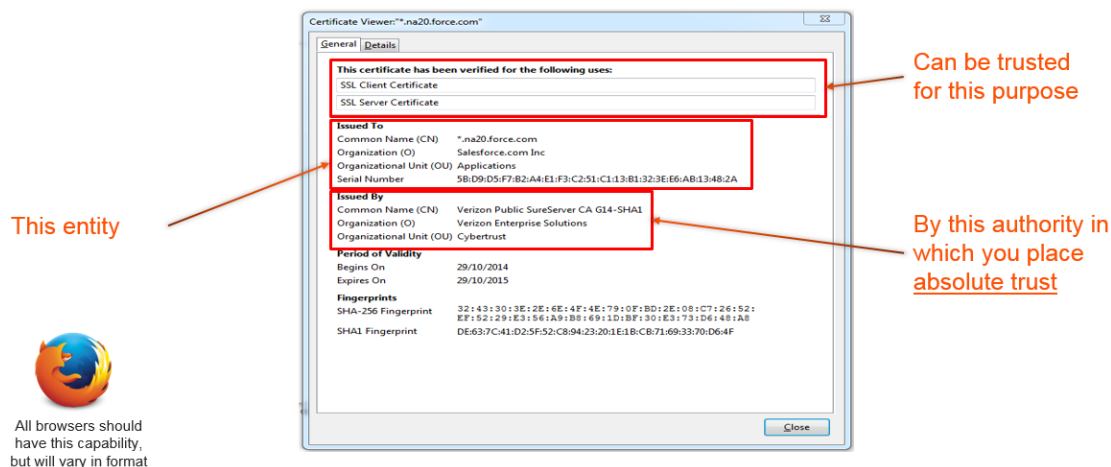 Certificate Viewer:"*.na20.force.com"
General Details
This certificate has been verified for the following uses:
SSL Client Certificate
SSL Server Certificate
Can be trusted
for this purpose
Issued To
Common Name (CN) *.na20.force.com
Organization (O) Salesforce.com Inc
Organizational Unit (OU) Applications
Serial Number 5B:D9:D5:F7:B2:A4:E1:F3:C2:51:C1:13:B1:32:3E:E6:AB:13:48:2A
This entity
Issued By
Common Name (CN) Verizon Public SureServer CA G14-SHA1
Organization (O) Verizon Enterprise Solutions
Organizational Unit (OU) Cybertrust
By this authority in
which you place
absolute trust
Period of Validity
Begins On 29/10/2014
Expires On 29/10/2015
Fingerprints
SHA-256 Fingerprint 32:43:30:3E:2E:6E:4F:4E:79:0F:BD:2E:08:C7:26:52:
EF:52:29:E3:56:A9:B8:69:1D:BF:30:E3:73:D6:48:A8
SHA1 Fingerprint DE:63:7C:41:D2:5F:52:C8:94:23:20:1E:1B:CB:71:69:33:70:D6:4F
Close
All browsers should
have this capability,
but will vary in format